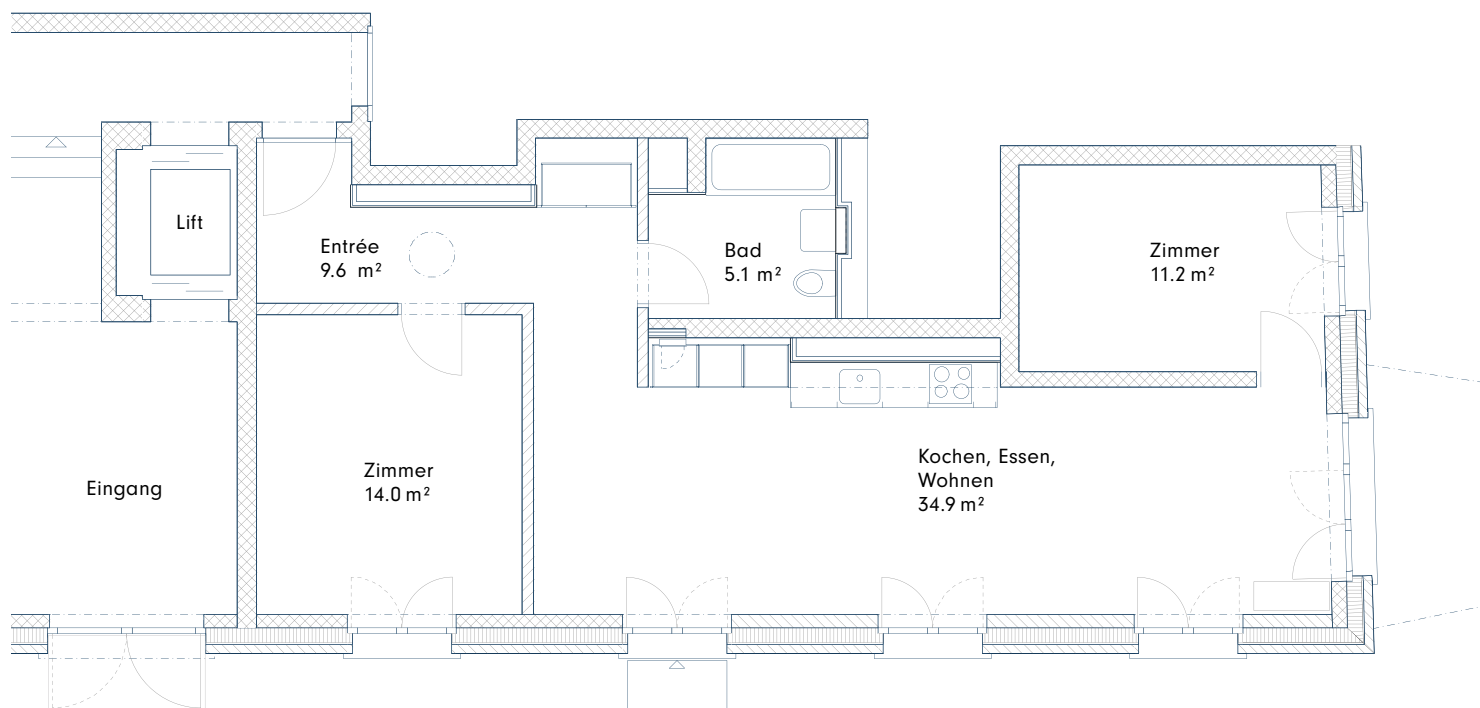 Lift
Entrée
9.6 m²
Bad
5.1 m²
Zimmer
11.2 m²
Eingang
Zimmer
14.0 m²
Kochen, Essen,
Wohnen
34.9 m²